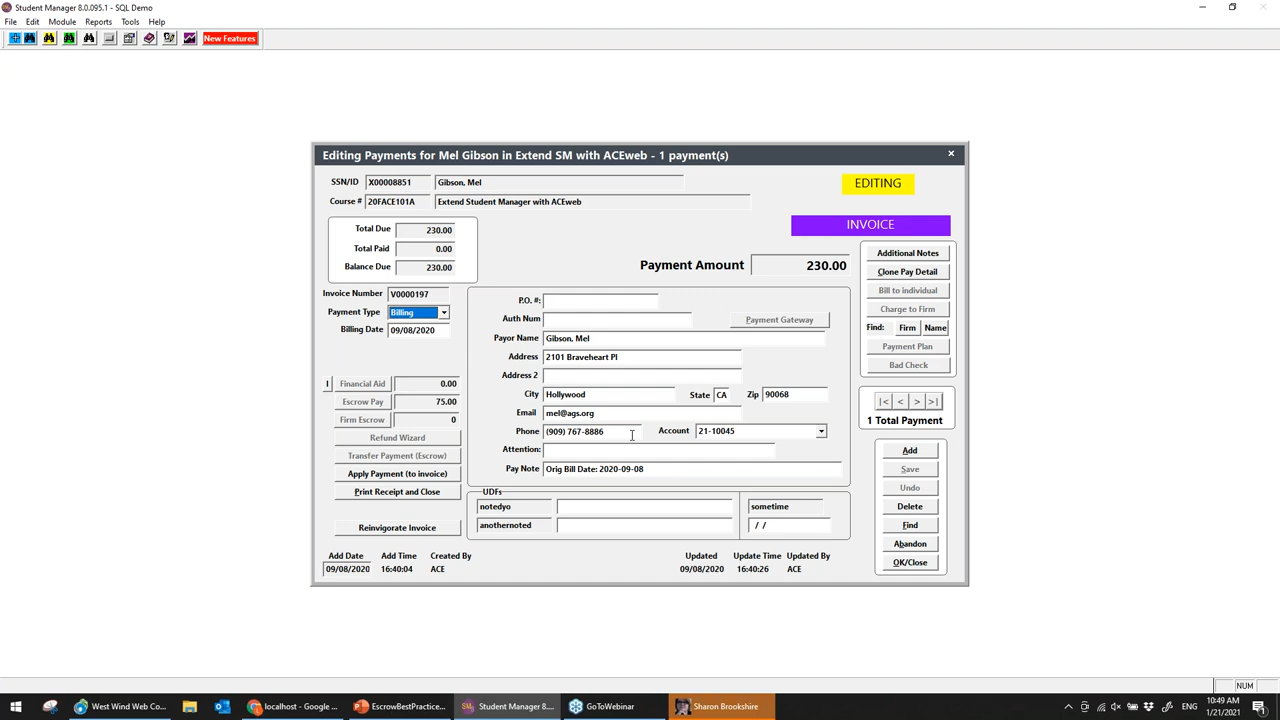 Student Manager 8.0.095.1 - SQL Demo
File Edit Module Reports Tools Help
New Features
Editing Payments for Mel Gibson in Extend SM with ACEweb - 1 payment(s)
SSN/ID X00008851 Gibson, Mel
EDITING
Course # 20FACE101A Extend Student Manager with ACEweb
INVOICE
Total Due 230.00
Total Paid 0.00
Balance Due 230.00
Payment Amount 230.00
Additional Notes
Clone Pay Detail
Bill to individual
Charge to Firm
Find: Firm Name
Payment Plan
Bad Check
Invoice Number V0000197
Payment Type Billing
Billing Date 09/08/2020
P.O. #:
Auth Num
Payment Gateway
Payor Name Gibson, Mel
Address 2101 Braveheart Pl
Address 2
City Hollywood State CA Zip 90068
Email mel@ags.org
Phone (909) 767-8886 Account 21-10045
Attention:
Pay Note Orig Bill Date: 2020-09-08
I Financial Aid 0.00
Escrow Pay 75.00
Firm Escrow 0
Refund Wizard
Transfer Payment (Escrow)
Apply Payment (to invoice)
Print Receipt and Close
Reinvigorate Invoice
|< < > >|
1 Total Payment
UDFs
notedyo
sometime
anothernoted
/ /
Add
Save
Undo
Delete
Find
Abandon
OK/Close
Add Date Add Time Created By
09/08/2020 16:40:04 ACE
Updated Update Time Updated By
09/08/2020 16:40:26 ACE
NUM
West Wind Web Co...
localhost - Google ...
EscrowBestPractice...
Student Manager 8....
GoToWebinar
Sharon Brookshire
ENG
10:49 AM
1/21/2021
1